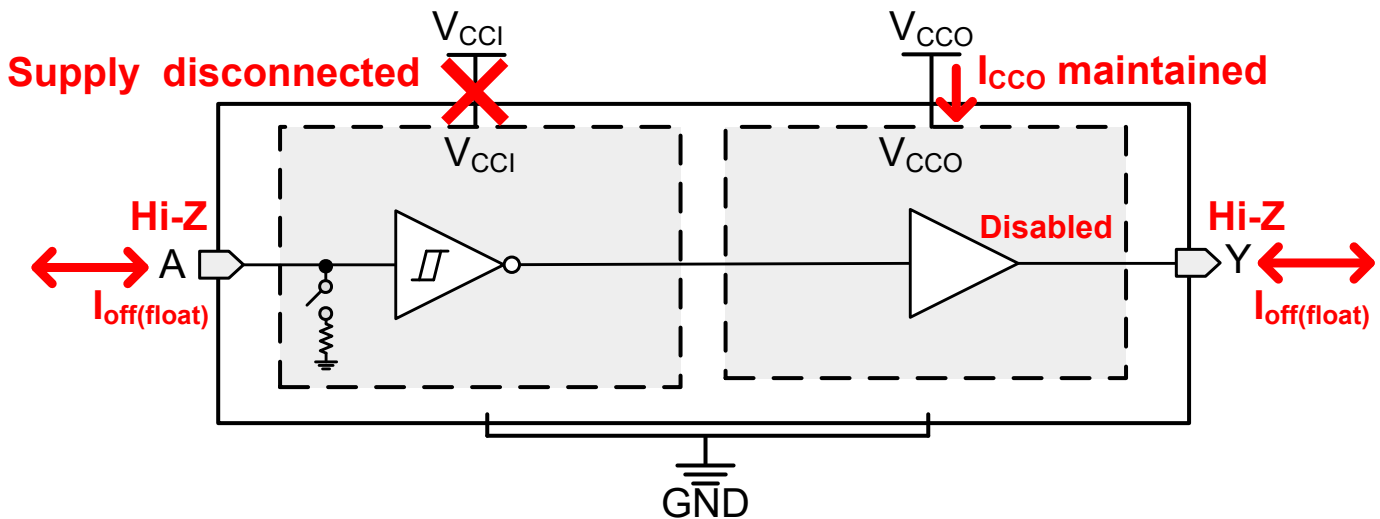 VCCI
VCCO
Supply disconnected
ICCO maintained
VCCI
VCCO
Hi-Z
Disabled
Hi-Z
A
Y
Ioff(float)
Ioff(float)
GND